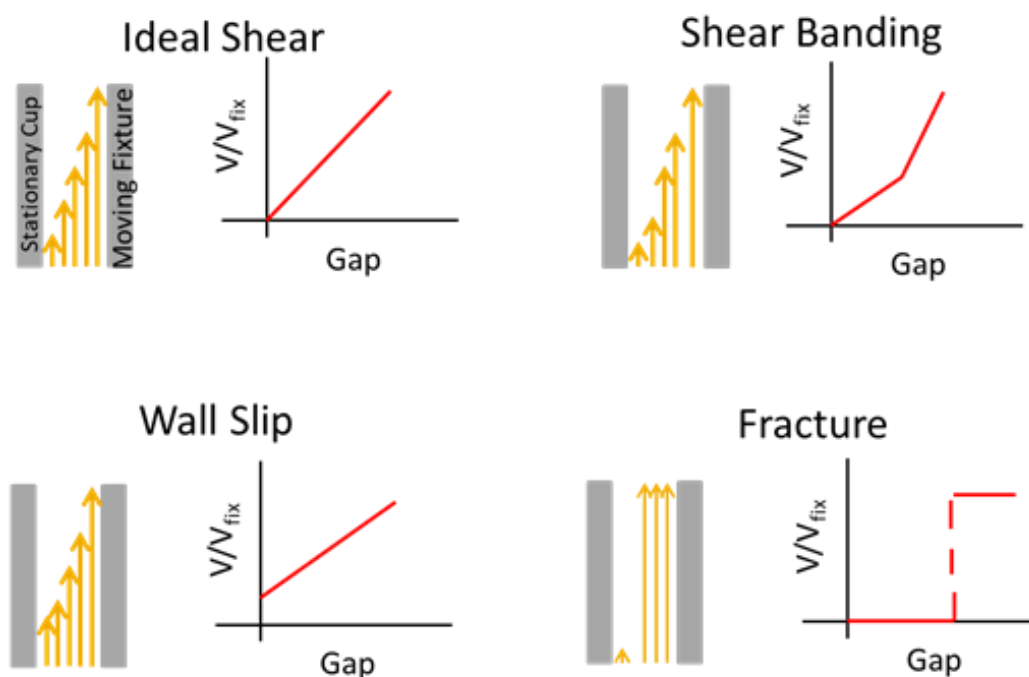 Ideal Shear
Stationary Cup
Moving Fixture
V/Vfix
Gap
Shear Banding
V/Vfix
Gap
Wall Slip
V/Vfix
Gap
Fracture
V/Vfix
Gap